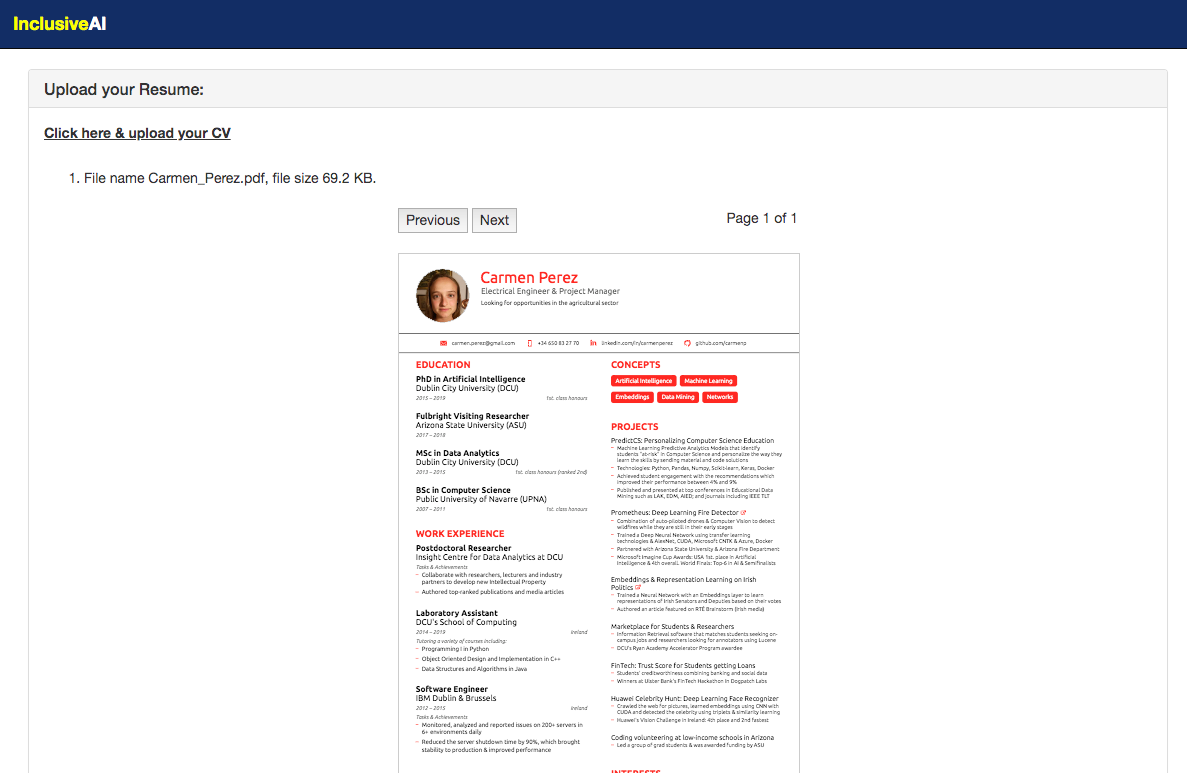 InclusiveAI
Upload your Resume:
Click here & upload your CV
1. File name Carmen_Perez.pdf, file size 69.2 KB.
Previous Next Page 1 of 1
Carmen Perez
Electrical Engineer & Project Manager
Looking for opportunities in the agricultural sector
carmen.perez@gmail.com +34 650 83 27 70 linkedin.com/in/carmenperez github.com/carmenp
EDUCATION
PhD in Artificial Intelligence
Dublin City University (DCU)
2015 – 2019 1st. class honours
Fulbright Visiting Researcher
Arizona State University (ASU)
2017 – 2018
MSc in Data Analytics
Dublin City University (DCU)
2013 – 2015 1st. class honours (ranked 2nd)
BSc in Computer Science
Public University of Navarre (UPNA)
2007 – 2011 1st. class honours
WORK EXPERIENCE
Postdoctoral Researcher
Insight Centre for Data Analytics at DCU
Tasks & Achievements
– Collaborate with researchers, lecturers and industry
partners to develop new Intellectual Property
– Authored top-ranked publications and media articles
Laboratory Assistant
DCU's School of Computing
2014 – 2019 Ireland
Tutoring a variety of courses including:
– Programming I in Python
– Object Oriented Design and Implementation in C++
– Data Structures and Algorithms in Java
Software Engineer
IBM Dublin & Brussels
2012 – 2015 Ireland
Tasks & Achievements
– Monitored, analyzed and reported issues on 200+ servers in
6+ environments daily
– Reduced the server shutdown time by 90%, which brought
stability to production & improved performance
CONCEPTS
Artificial Intelligence Machine Learning
Embeddings Data Mining Networks
PROJECTS
PredictCS: Personalizing Computer Science Education
– Machine Learning Predictive Analytics Models that identify
students "at-risk" in Computer Science and personalize the way they
learn the skills by sending material and code solutions
– Technologies: Python, Pandas, Numpy, Scikit-learn, Keras, Docker
– Achieved student engagement with the recommendations which
improved their performance between 4% and 9%
– Published and presented at top conferences in Educational Data
Mining such as LAK, EDM, AIED; and journals including IEEE TLT
Prometheus: Deep Learning Fire Detector
– Combination of auto-piloted drones & Computer Vision to detect
wildfires while they are still in their early stages
– Trained a Deep Neural Network using transfer learning
technologies & AlexNet, CUDA, Microsoft CNTK & Azure, Docker
– Partnered with Arizona State University & Arizona Fire Department
– Microsoft Imagine Cup Awards: USA 1st. place in Artificial
Intelligence & 4th overall. World Finals: Top-6 in AI & Semifinalists
Embeddings & Representation Learning on Irish
Politics
– Trained a Neural Network with an Embeddings layer to learn
representations of Irish Senators and Deputies based on their votes
– Authored an article featured on RTÉ Brainstorm (Irish media)
Marketplace for Students & Researchers
– Information Retrieval software that matches students seeking on-
campus jobs and researchers looking for annotators using Lucene
– DCU's Ryan Academy Accelerator Program awardee
FinTech: Trust Score for Students getting Loans
– Students' creditworthiness combining banking and social data
– Winners at Ulster Bank's FinTech Hackathon in Dogpatch Labs
Huawei Celebrity Hunt: Deep Learning Face Recognizer
– Crawled the web for pictures, learned embeddings using CNN with
CUDA and detected the celebrity using triplets & similarity learning
– Huawei's Vision Challenge in Ireland: 4th place and 2nd fastest
Coding volunteering at low-income schools in Arizona
– Led a group of grad students & was awarded funding by ASU
INTERESTS